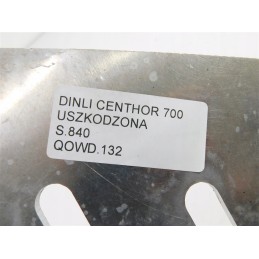 DINLI CENTHOR 700
USZKODZONA
S.840
QOWD.132